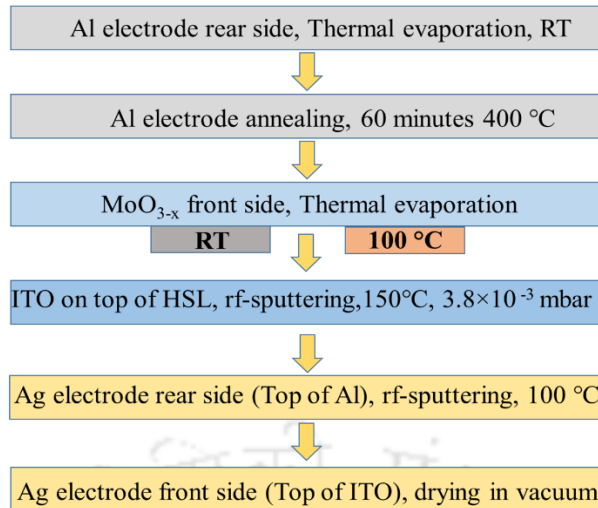 Al electrode rear side, Thermal evaporation, RT
Al electrode annealing, 60 minutes 400 °C
MoO₃₋ₓ front side, Thermal evaporation
RT 100 °C
ITO on top of HSL, rf-sputtering,150°C, 3.8×10 ⁻³ mbar
Ag electrode rear side (Top of Al), rf-sputtering, 100 °C
Ag electrode front side (Top of ITO), drying in vacuum